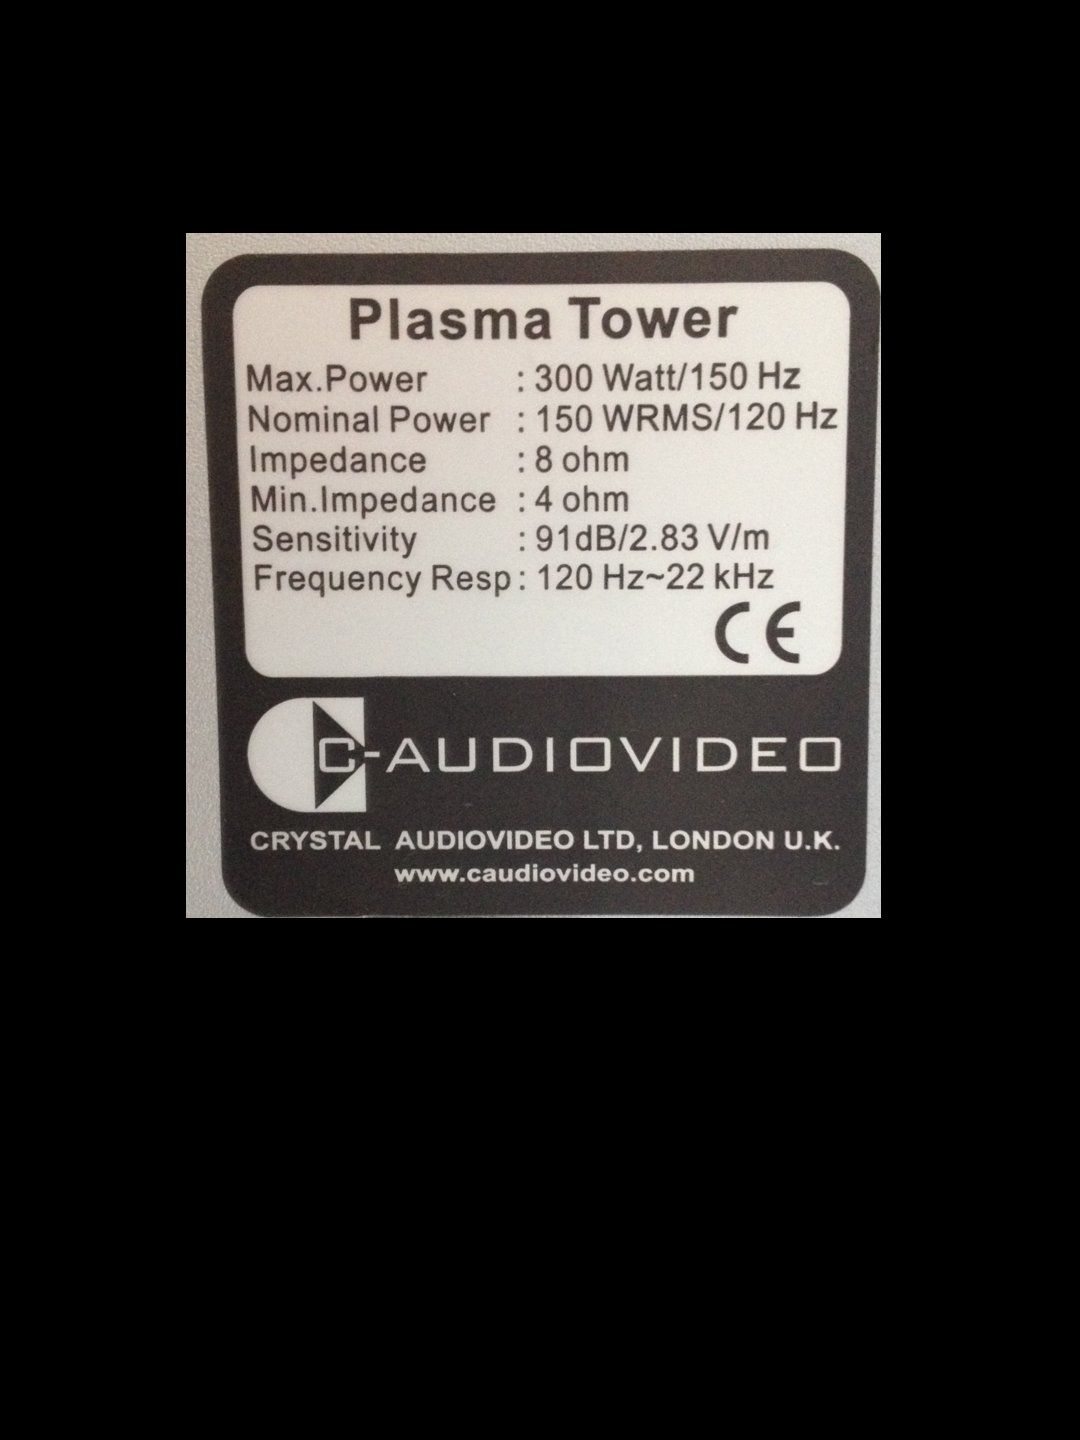 Plasma Tower
Max.Power : 300 Watt/150 Hz
Nominal Power : 150 WRMS/120 Hz
Impedance : 8 ohm
Min.Impedance : 4 ohm
Sensitivity : 91dB/2.83 V/m
Frequency Resp : 120 Hz~22 kHz
CE
C-AUDIOVIDEO
CRYSTAL AUDIOVIDEO LTD, LONDON U.K.
www.caudiovideo.com